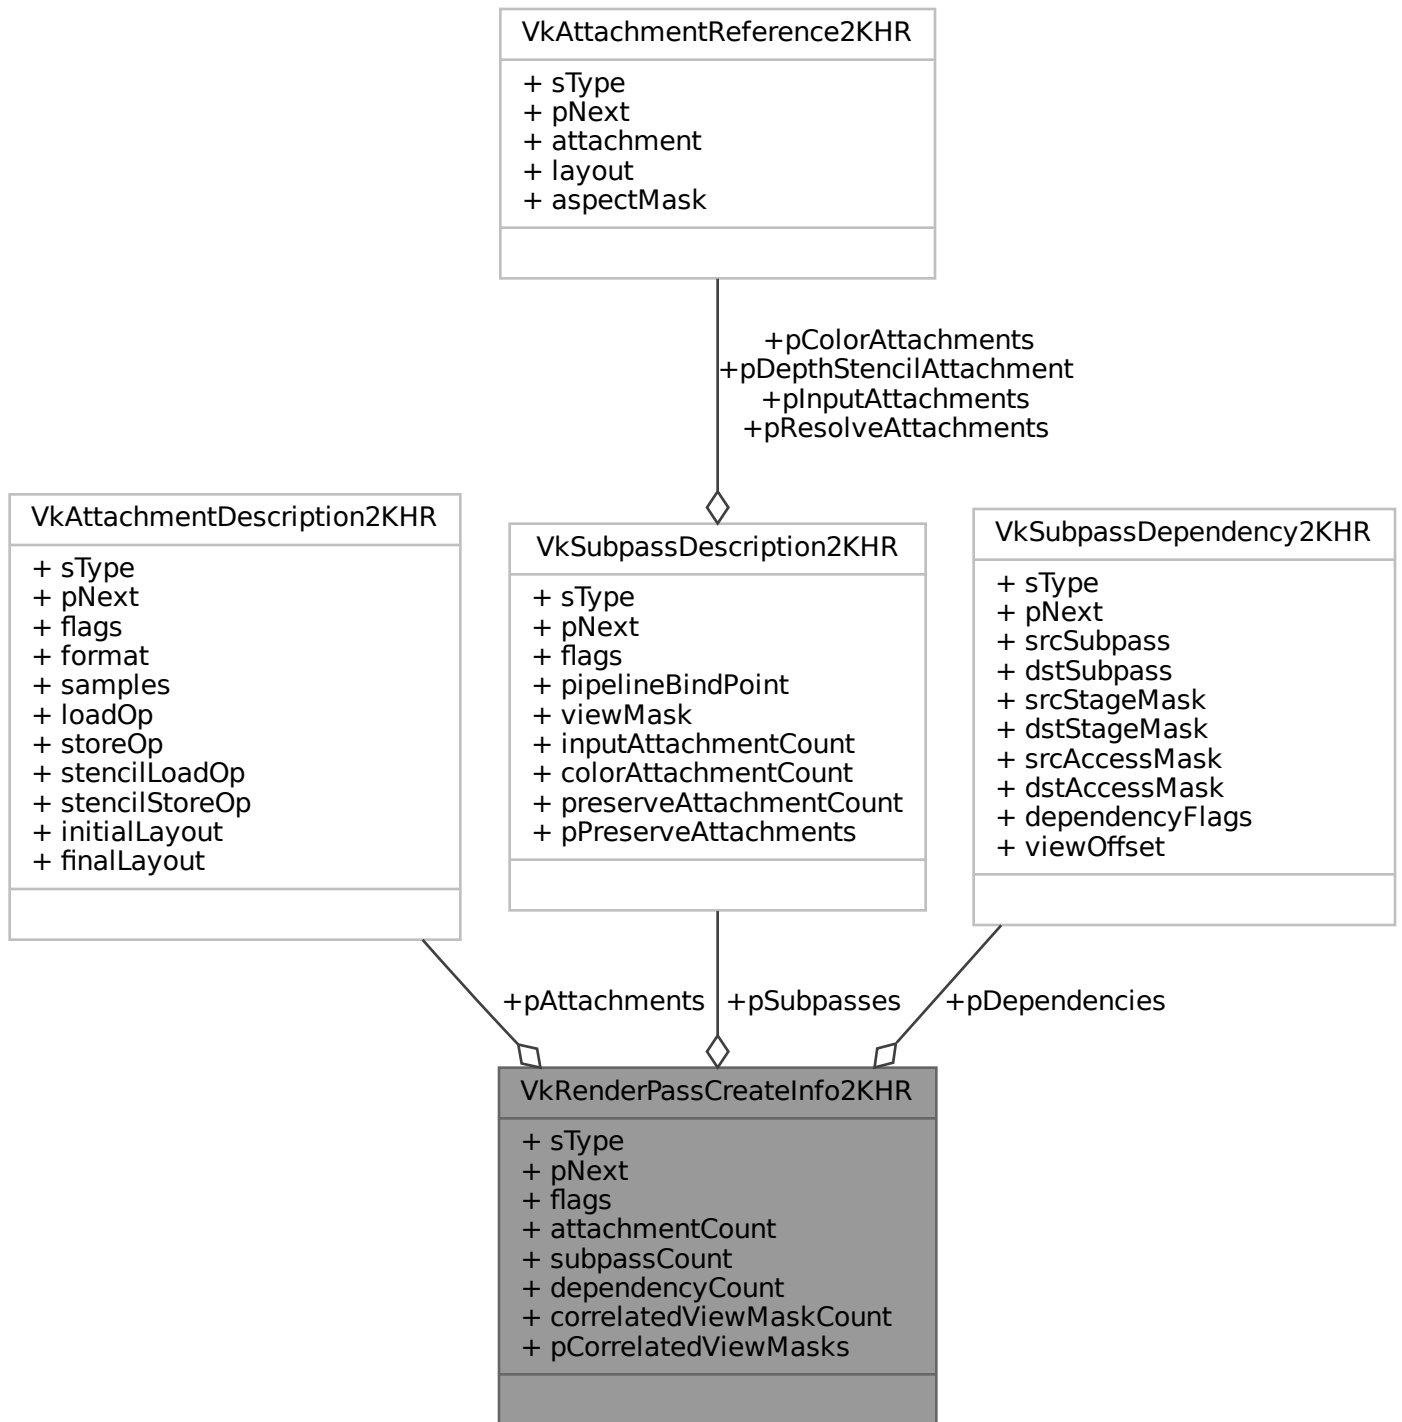 VkAttachmentReference2KHR
+ sType
+ pNext
+ attachment
+ layout
+ aspectMask
+pColorAttachments
+pDepthStencilAttachment
+pInputAttachments
+pResolveAttachments
VkAttachmentDescription2KHR
+ sType
+ pNext
+ flags
+ format
+ samples
+ loadOp
+ storeOp
+ stencilLoadOp
+ stencilStoreOp
+ initialLayout
+ finalLayout
VkSubpassDescription2KHR
+ sType
+ pNext
+ flags
+ pipelineBindPoint
+ viewMask
+ inputAttachmentCount
+ colorAttachmentCount
+ preserveAttachmentCount
+ pPreserveAttachments
VkSubpassDependency2KHR
+ sType
+ pNext
+ srcSubpass
+ dstSubpass
+ srcStageMask
+ dstStageMask
+ srcAccessMask
+ dstAccessMask
+ dependencyFlags
+ viewOffset
+pAttachments
+pSubpasses
+pDependencies
VkRenderPassCreateInfo2KHR
+ sType
+ pNext
+ flags
+ attachmentCount
+ subpassCount
+ dependencyCount
+ correlatedViewMaskCount
+ pCorrelatedViewMasks